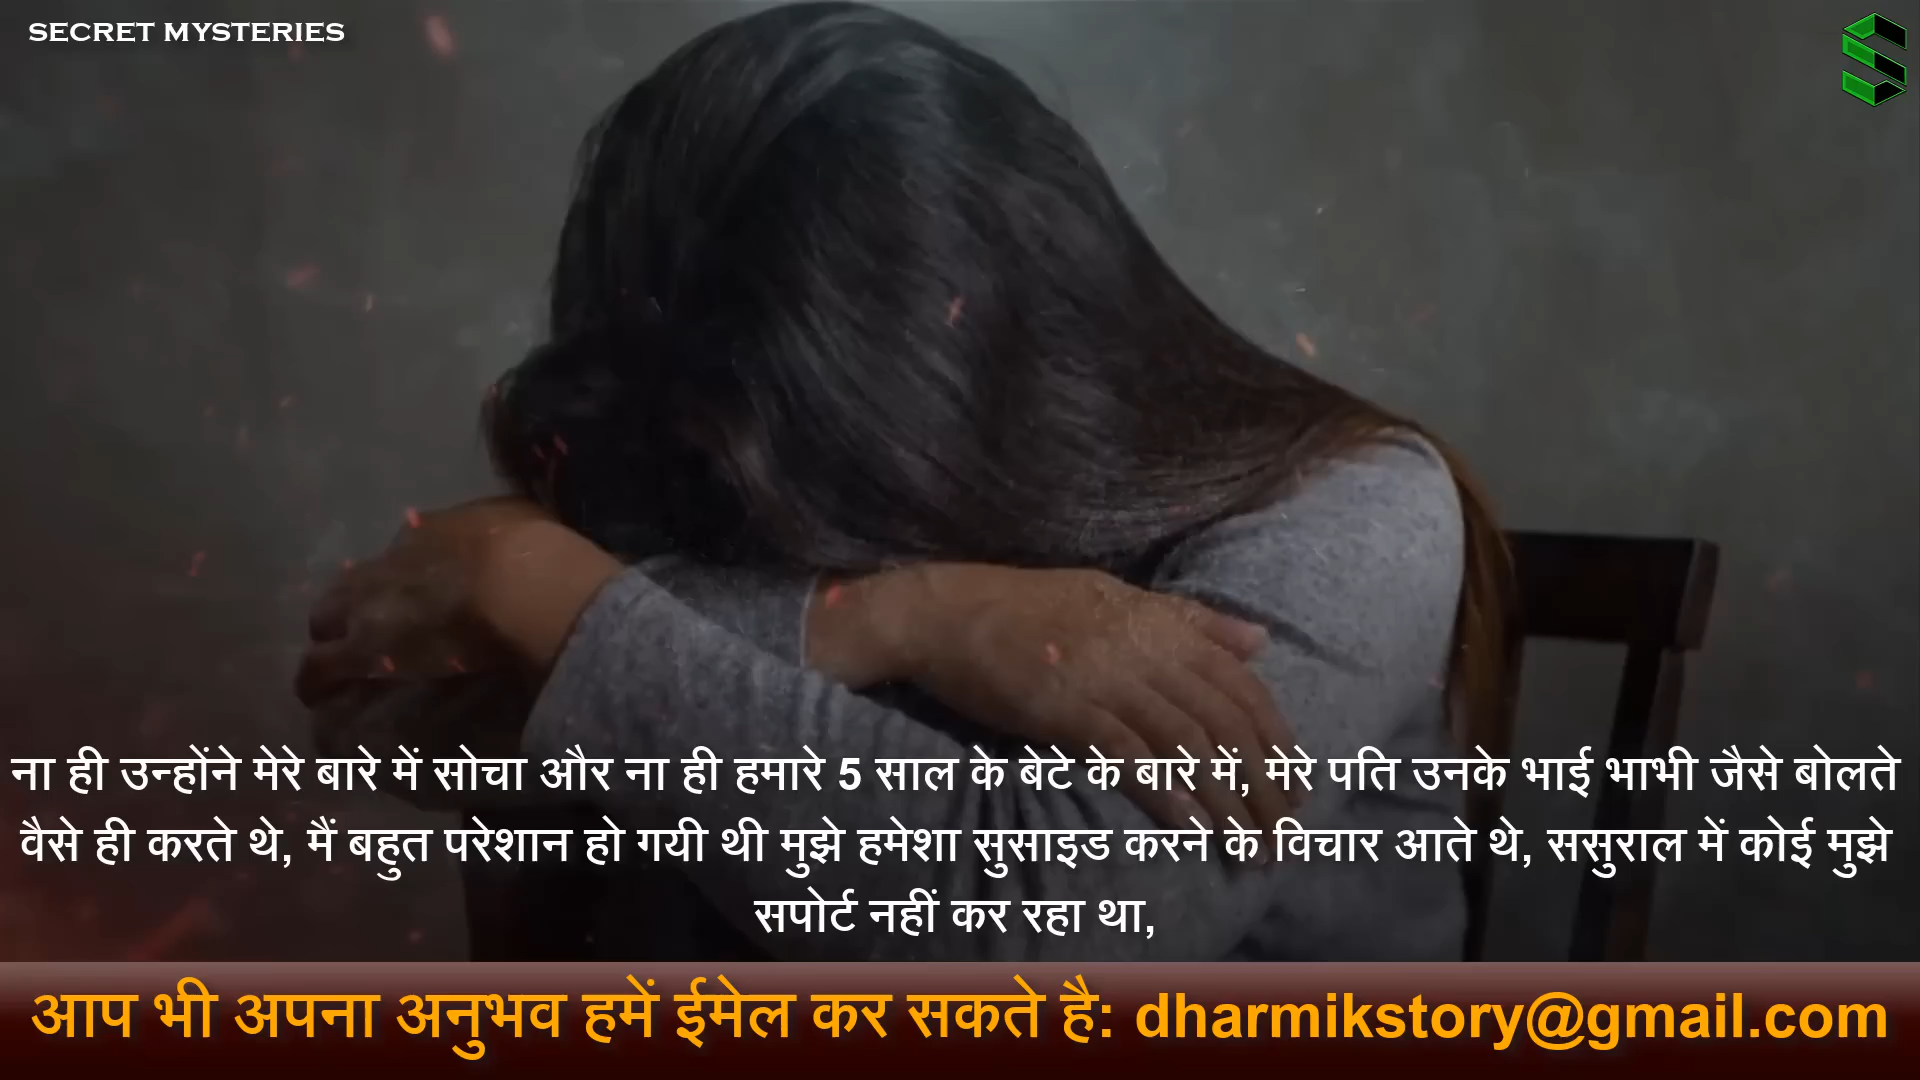 SECRET MYSTERIES
ना ही उन्होंने मेरे बारे में सोचा और ना ही हमारे 5 साल के बेटे के बारे में, मेरे पति उनके भाई भाभी जैसे बोलते
वैसे ही करते थे, मैं बहुत परेशान हो गयी थी मुझे हमेशा सुसाइड करने के विचार आते थे, ससुराल में कोई मुझे
सपोर्ट नहीं कर रहा था,
आप भी अपना अनुभव हमें ईमेल कर सकते है: dharmikstory@gmail.com